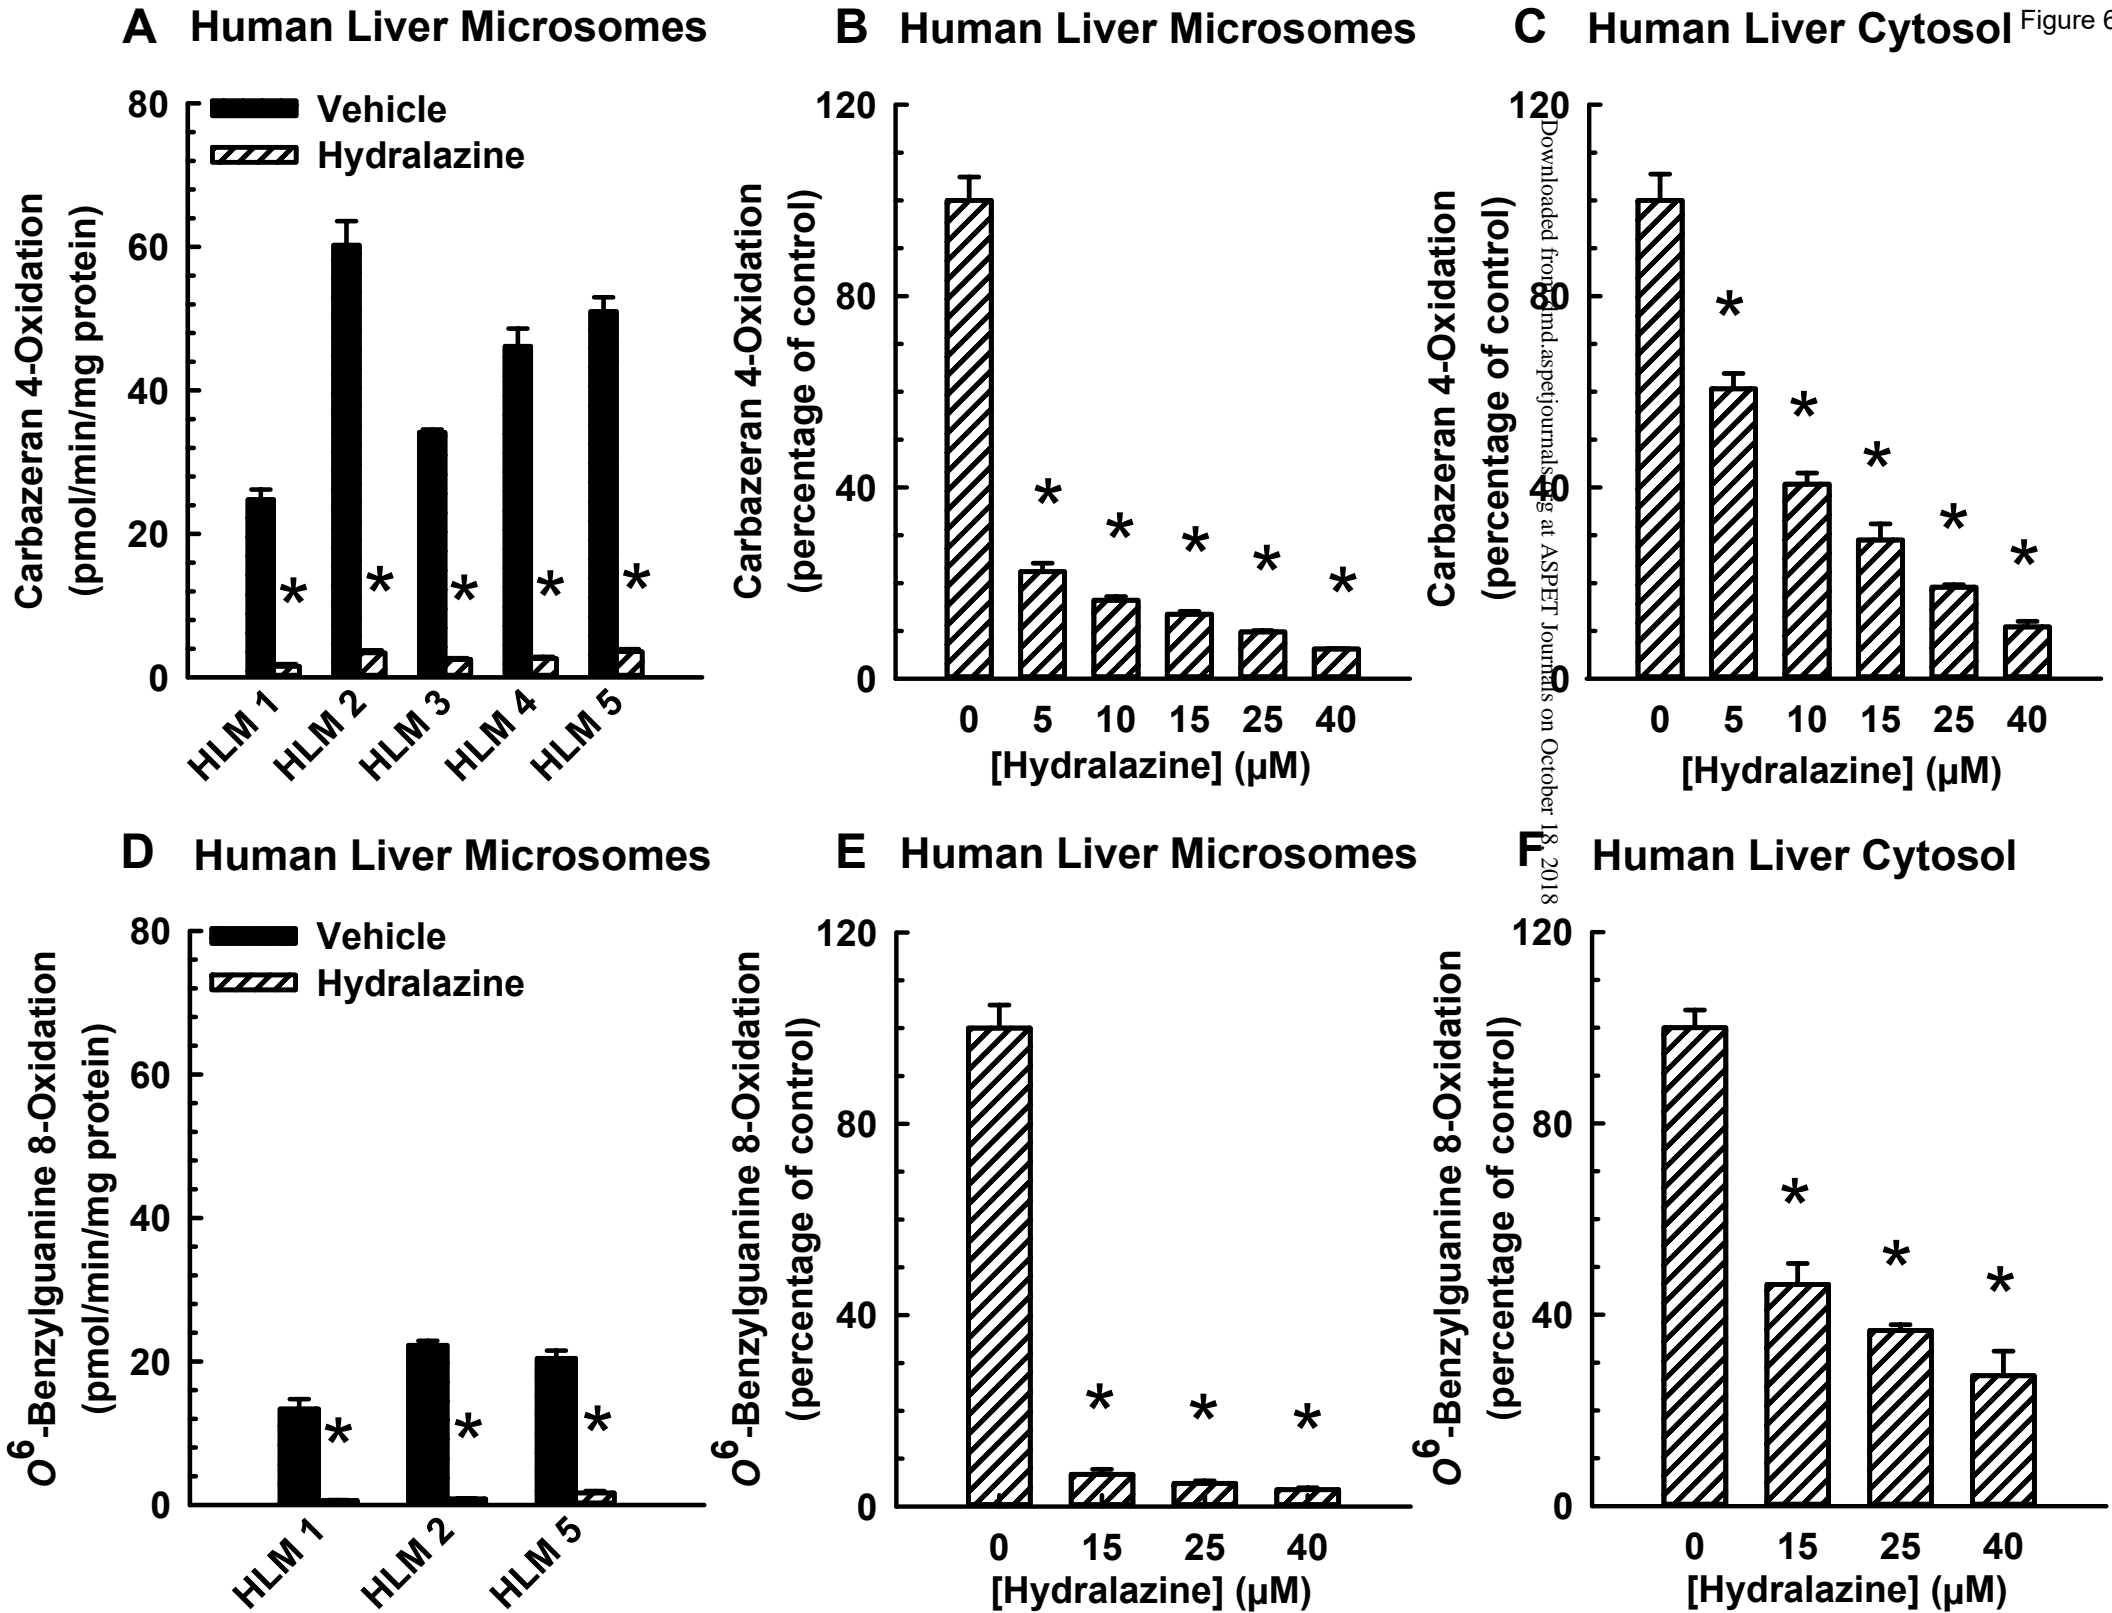 A Human Liver Microsomes
80
60
40
20
0
Vehicle
Hydralazine
Carbazeran 4-Oxidation
(pmol/min/mg protein)
* * * * *
HLM 1 HLM 2 HLM 3 HLM 4 HLM 5
B Human Liver Microsomes
120
80
40
0
Carbazeran 4-Oxidation
(percentage of control)
* * * * *
0 5 10 15 25 40
[Hydralazine] (µM)
C Human Liver Cytosol
Figure 6
120
80
40
0
Carbazeran 4-Oxidation
(percentage of control)
* * * * *
0 5 10 15 25 40
[Hydralazine] (µM)
Downloaded from dmd.aspetjournals.org at ASPET Journals on October 18, 2018
D Human Liver Microsomes
80
60
40
20
0
Vehicle
Hydralazine
O6-Benzylguanine 8-Oxidation
(pmol/min/mg protein)
* * *
HLM 1 HLM 2 HLM 5
E Human Liver Microsomes
120
80
40
0
O6-Benzylguanine 8-Oxidation
(percentage of control)
* * *
0 15 25 40
[Hydralazine] (µM)
F Human Liver Cytosol
120
80
40
0
O6-Benzylguanine 8-Oxidation
(percentage of control)
* * *
0 15 25 40
[Hydralazine] (µM)